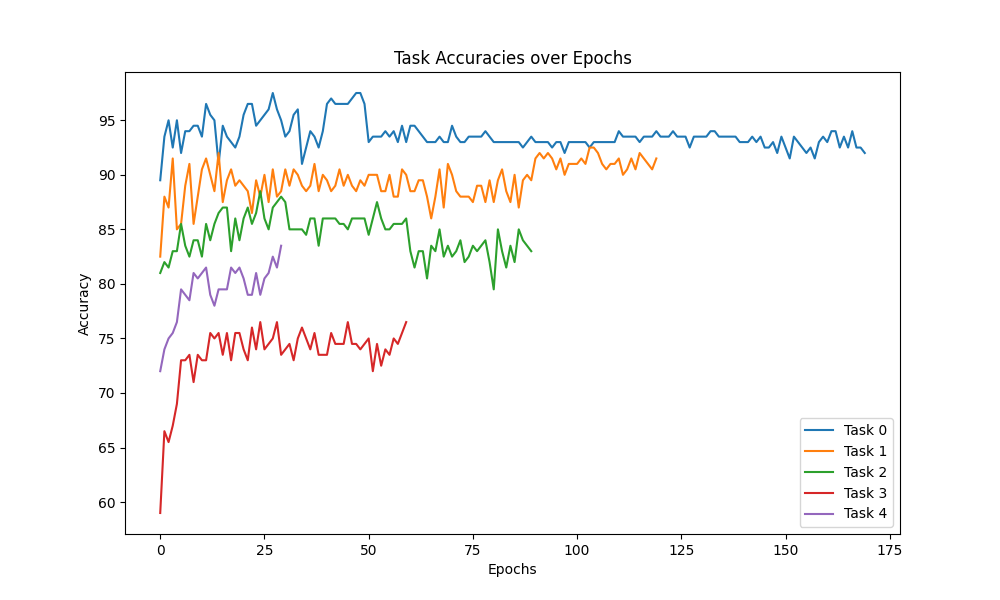 Task Accuracies over Epochs
Accuracy
95
90
85
80
75
70
65
60
0 25 50 75 100 125 150 175
Epochs
Task 0
Task 1
Task 2
Task 3
Task 4